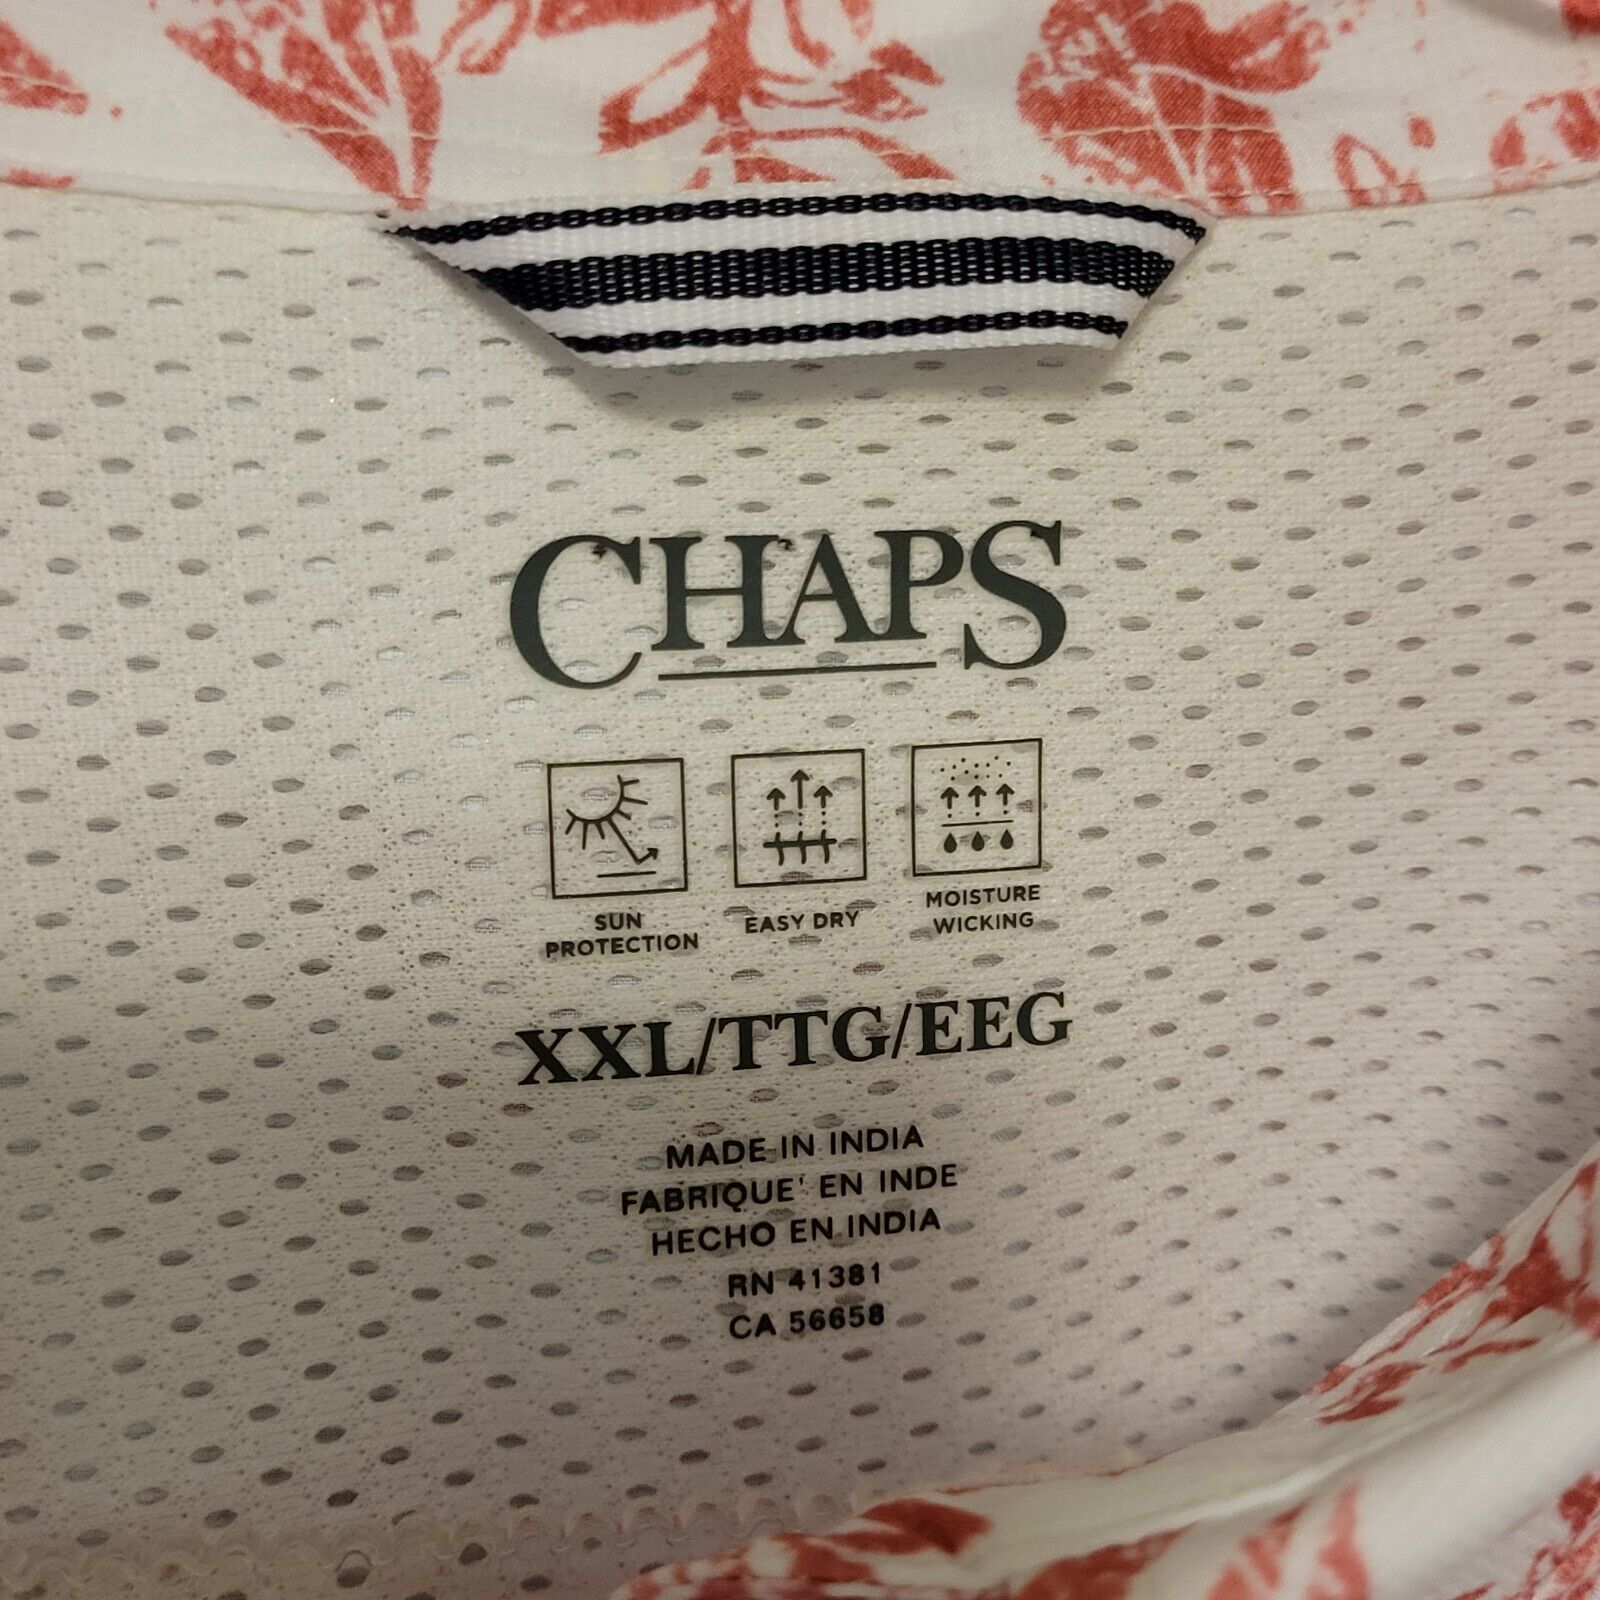 CHAPS
SUN
PROTECTION
EASY DRY
MOISTURE
WICKING
XXL/TTG/EEG
MADE IN INDIA
FABRIQUE' EN INDE
HECHO EN INDIA
RN 41381
CA 56658